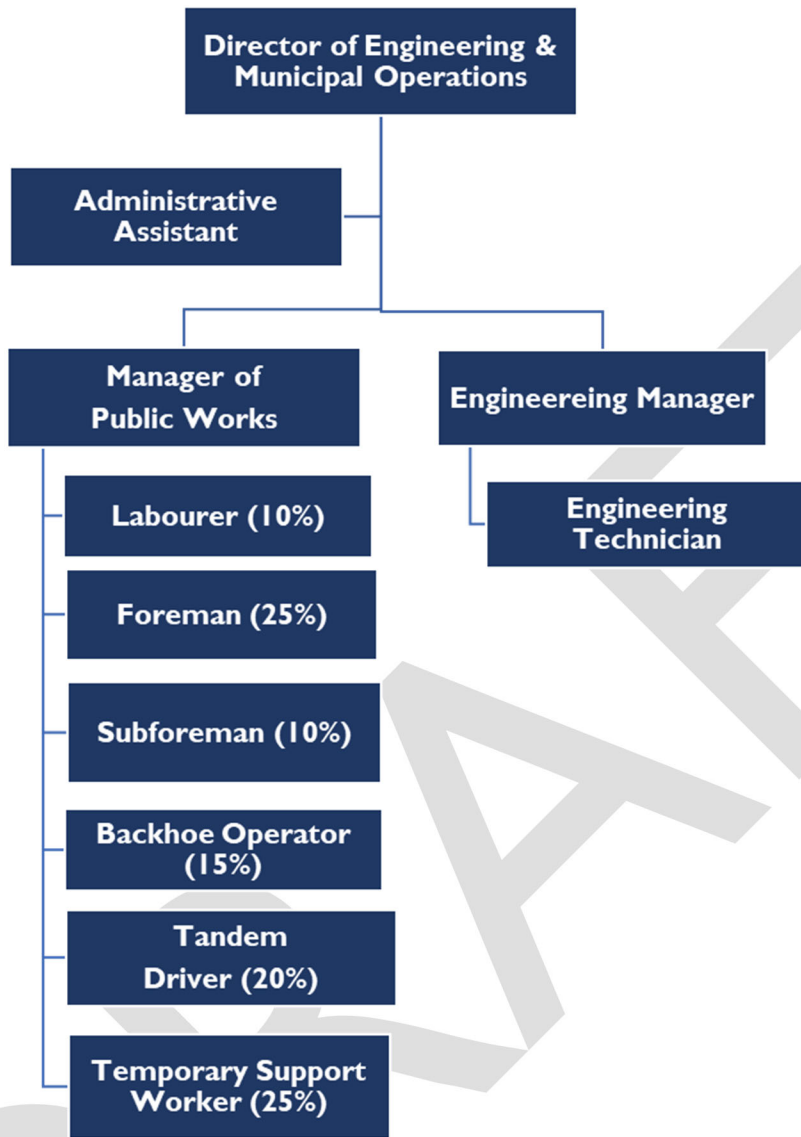 Director of Engineering &
Municipal Operations
Administrative
Assistant
Manager of
Public Works
Engineereing Manager
Labourer (10%)
Engineering
Technician
Foreman (25%)
Subforeman (10%)
Backhoe Operator
(15%)
Tandem
Driver (20%)
Temporary Support
Worker (25%)